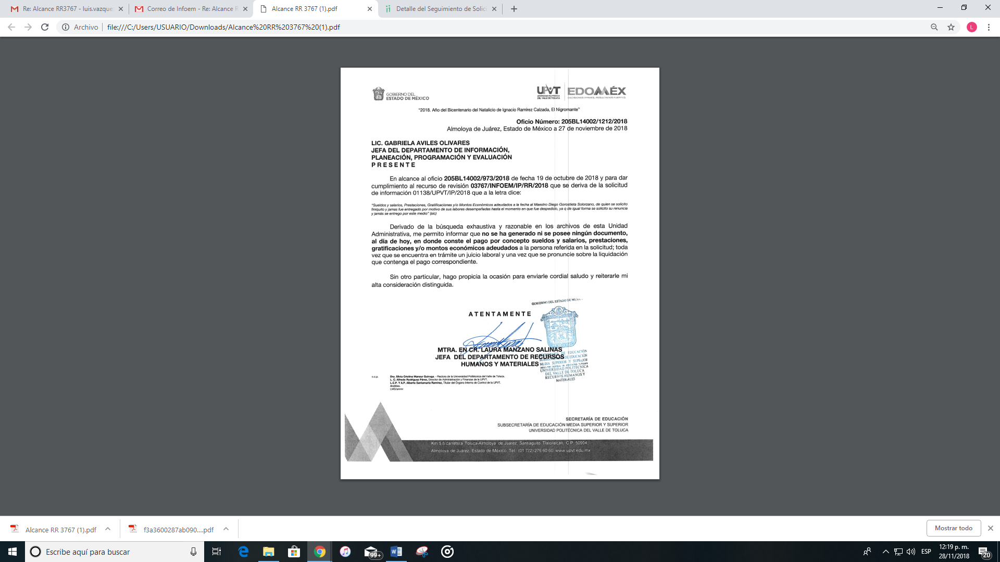 Re: Alcance RR3767 - luis.vazque
Correo de Infoem - Re: Alcance R
Alcance RR 3767 (1).pdf
Detalle del Seguimiento de Solici
Archivo
file:///C:/Users/USUARIO/Downloads/Alcance%20RR%203767%20(1).pdf
L
GOBIERNO DEL
ESTADO DE MÉXICO
UPVT
UNIVERSIDAD POLITÉCNICA
DEL VALLE DE TOLUCA
EDOMÉX
DECISIONES FIRMES, RESULTADOS FUERTES.
"2018. Año del Bicentenario del Natalicio de Ignacio Ramírez Calzada, El Nigromante"
Oficio Número: 205BL14002/1212/2018
Almoloya de Juárez, Estado de México a 27 de noviembre de 2018
LIC. GABRIELA AVILES OLIVARES
JEFA DEL DEPARTAMENTO DE INFORMACIÓN,
PLANEACIÓN, PROGRAMACIÓN Y EVALUACIÓN
P R E S E N T E
En alcance al oficio 205BL14002/973/2018 de fecha 19 de octubre de 2018 y para dar
cumplimiento al recurso de revisión 03767/INFOEM/IP/RR/2018 que se deriva de la solicitud
de información 01138/UPVT/IP/2018 que a la letra dice:
"Sueldos y salarios, Prestaciones, Gratificaciones y/o Montos Económicos adeudados a la fecha al Maestro Diego Gorostieta Solorzano, de quien se solicito
finiquito y jamas fue entregado por motivo de sus labores desempeñadas hasta el momento en que fue despedido, ya q de igual forma se solicito su renuncia
y jamás se entrego por este medio" (sic)
Derivado de la búsqueda exhaustiva y razonable en los archivos de esta Unidad
Administrativa, me permito informar que no se ha generado ni se posee ningún documento,
al día de hoy, en donde conste el pago por concepto sueldos y salarios, prestaciones,
gratificaciones y/o montos económicos adeudados a la persona referida en la solicitud; toda
vez que se encuentra en trámite un juicio laboral y una vez que se pronuncie sobre la liquidación
que contenga el pago correspondiente.
Sin otro particular, hago propicia la ocasión para enviarle cordial saludo y reiterarle mi
alta consideración distinguida.
GOBIERNO DEL ESTADO DE MÉXICO
A T E N T A M E N T E
MTRA. EN CR. LAURA MANZANO SALINAS
JEFA DEL DEPARTAMENTO DE RECURSOS
HUMANOS Y MATERIALES
SECRETARÍA DE EDUCACIÓN
SUBSECRETARÍA DE EDUCACIÓN
MEDIA SUPERIOR Y SUPERIOR
UNIVERSIDAD POLITÉCNICA
DEL VALLE DE TOLUCA
RECURSOS HUMANOS Y
MATERIALES
c.c.p. Dra. Silvia Cristina Manzur Quiroga. - Rectora de la Universidad Politécnica del Valle de Toluca.
L. C. Alfredo Rodríguez Pérez, Director de Administración y Finanzas de la UPVT.
L.C.P. Y A.P. Alberto Santamaría Ramírez, Titular del Órgano Interno de Control de la UPVT.
Archivo.
SECRETARÍA DE EDUCACIÓN
SUBSECRETARÍA DE EDUCACIÓN MEDIA SUPERIOR Y SUPERIOR
UNIVERSIDAD POLITÉCNICA DEL VALLE DE TOLUCA
Km 5.6 carretera Toluca-Almoloya de Juárez, Santiaguito Tlalcilalcali, C.P. 50904,
Almoloya de Juárez, Estado de México. Tel.: (01 722) 276 60 60. www.upvt.edu.mx
Alcance RR 3767 (1).pdf
f3a3600287ab090....pdf
Mostrar todo
Escribe aquí para buscar
99+
ESP
12:19 p. m.
28/11/2018
20